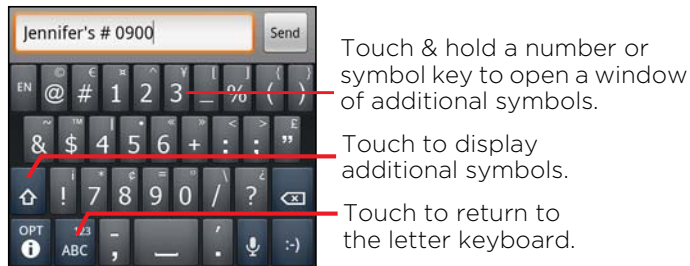 Jennifer's # 0900 Send
Touch & hold a number or
symbol key to open a window
of additional symbols.
EN @ © # € 1 ¤ 2 ^ 3 ¥ _ [ % ] ( { ) }
& ~ $ ™ 4 | 5 • 6 « + » : < ; > " £
Touch to display
additional symbols.
! ¡ 7 * 8 ¢ 9 = 0 º / \ ? ¿
Touch to return to
the letter keyboard.
OPT 123 ABC - , _ ' . :-)